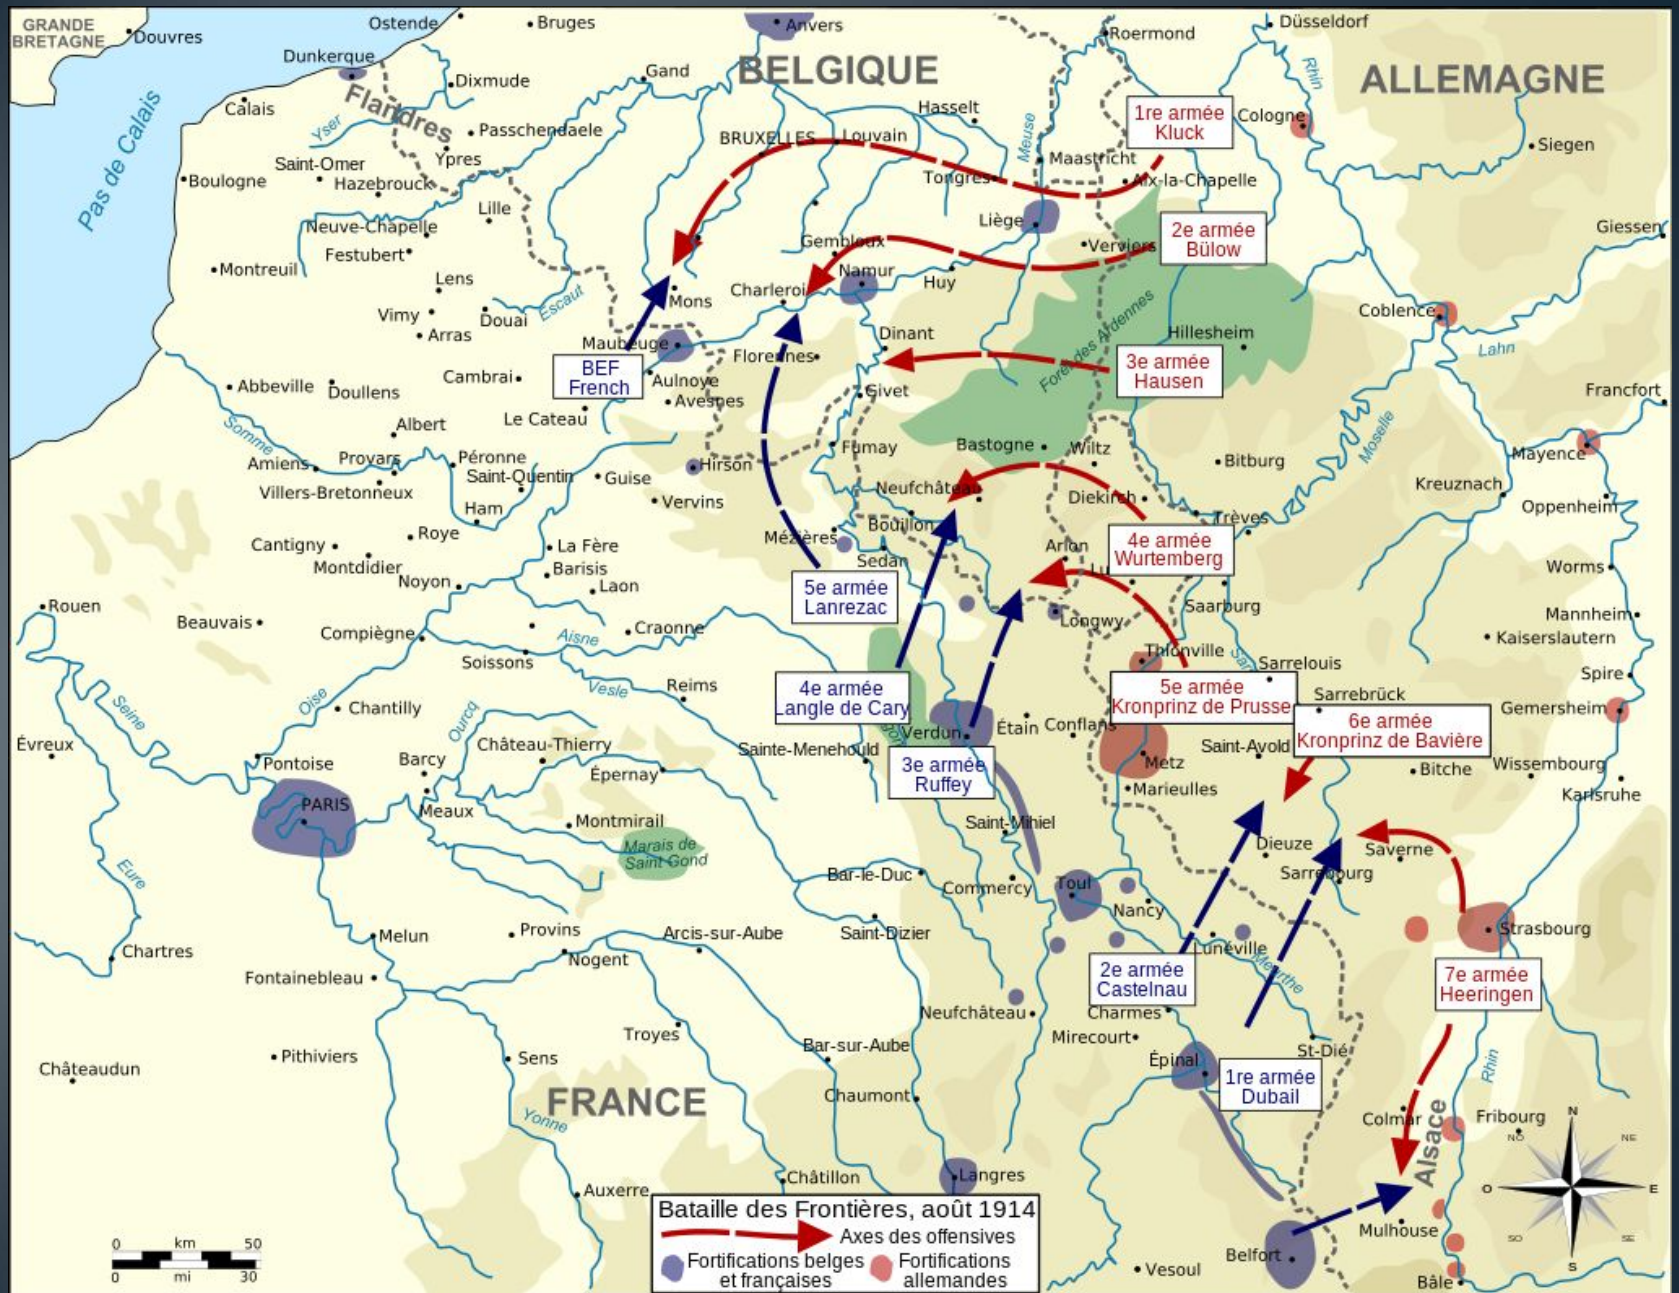 GRANDE
BRETAGNE
Douvres
Ostende
Bruges
Anvers
Roermond
Düsseldorf
Dunkerque
Dixmude
Gand
BELGIQUE
ALLEMAGNE
Pas de Calais
Calais
Flandres
Yser
Passchendaele
Ypres
BRUXELLES
Louvain
Hasselt
Meuse
Rhin
1re armée
Kluck
Cologne
Siegen
Saint-Omer
Boulogne
Hazebrouck
Maastricht
Tongres
Aix-la-Chapelle
Lille
Neuve-Chapelle
Festubert
Liège
2e armée
Bülow
Verviers
Giessen
Montreuil
Lens
Gembloux
Namur
Huy
Charleroi
Mons
Escaut
Vimy
Douai
Arras
Forêt des Ardennes
Coblence
Lahn
Maubeuge
Dinant
Hillesheim
Florennes
BEF
French
3e armée
Hausen
Cambrai
Aulnoye
Avesnes
Givet
Abbeville
Doullens
Francfort
Le Cateau
Albert
Somme
Moselle
Amiens
Provars
Péronne
Saint-Quentin
Villers-Bretonneux
Guise
Hirson
Fumay
Bastogne
Wiltz
Bitburg
Mayence
Vervins
Neufchâteau
Diekirch
Kreuznach
Oppenheim
Ham
Roye
Bouillon
Trèves
Cantigny
Montdidier
La Fère
Barisis
Mézières
Sedan
Arlon
Lu
4e armée
Wurtemberg
Worms
Noyon
Laon
5e armée
Lanrezac
Saarburg
Rouen
Beauvais
Compiègne
Aisne
Craonne
Longwy
Mannheim
Kaiserslautern
Soissons
Thionville
Sar
Sarrelouis
Spire
Seine
Oise
Vesle
Reims
4e armée
Langle de Cary
5e armée
Kronprinz de Prusse
Sarrebrück
Gemersheim
Chantilly
Ourcq
Évreux
Pontoise
Barcy
Château-Thierry
Épernay
Sainte-Menehould
Verdun
Étain
Conflans
6e armée
Kronprinz de Bavière
Saint-Avold
Metz
Bitche
Wissembourg
3e armée
Ruffey
Marieulles
Karlsruhe
PARIS
Meaux
Montmirail
Saint-Mihiel
Marais de
Saint Gond
Dieuze
Saverne
Eure
Bar-le-Duc
Commercy
Toul
Sarrebourg
Nancy
Chartres
Melun
Provins
Arcis-sur-Aube
Saint-Dizier
Lunéville
Strasbourg
Nogent
Meurthe
Fontainebleau
2e armée
Castelnau
7e armée
Heeringen
Neufchâteau
Charmes
Troyes
Mirecourt
Châteaudun
Pithiviers
Sens
Bar-sur-Aube
Épinal
St-Dié
Rhin
FRANCE
Chaumont
1re armée
Dubail
Colmar
Alsace
Fribourg
Yonne
N
NO
NE
O
E
SO
SE
S
Auxerre
Châtillon
Langres
Mulhouse
Belfort
Vesoul
Bâle
Bataille des Frontières, août 1914
Axes des offensives
Fortifications belges
et françaises
Fortifications
allemandes
0 km 50
0 mi 30